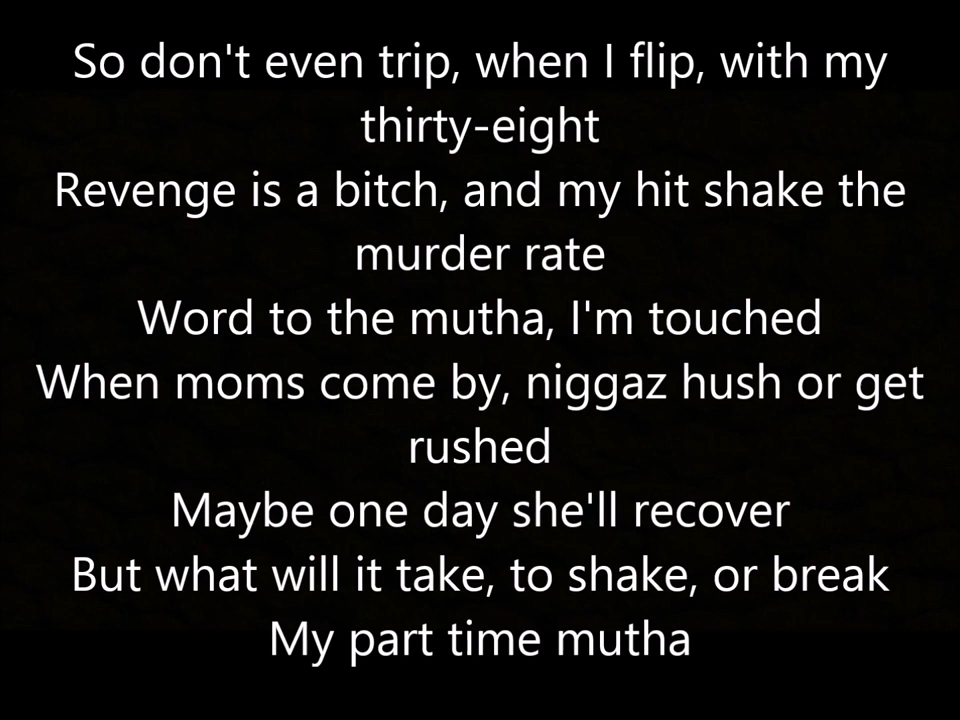 So don't even trip, when I flip, with my
thirty-eight
Revenge is a bitch, and my hit shake the
murder rate
Word to the mutha, I'm touched
When moms come by, niggaz hush or get
rushed
Maybe one day she'll recover
But what will it take, to shake, or break
My part time mutha